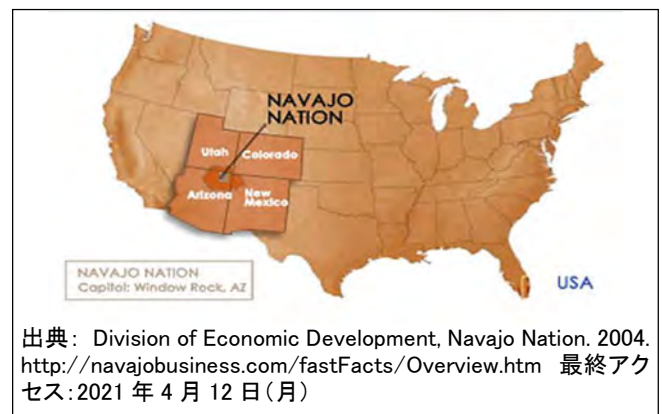 NAVAJO
NATION
Utah
Colorado
Arizona
New
Mexico
NAVAJO NATION
Capitol: Window Rock, AZ
USA
出典: Division of Economic Development, Navajo Nation. 2004.
http://navajobusiness.com/fastFacts/Overview.htm 最終アク
セス:2021 年 4 月 12 日(月)